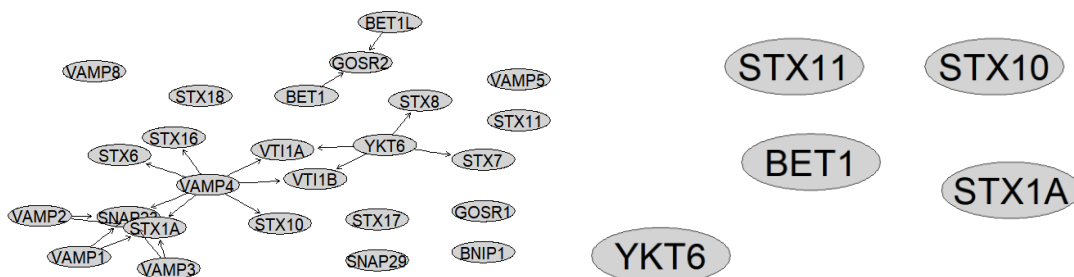 BET1L
GOSR2
VAMP8
VAMP5
BET1
STX18
STX8
STX11
STX16
VTI1A
YKT6
STX6
STX7
VTI1B
VAMP4
VAMP2
STX1A
STX10
STX17
GOSR1
VAMP1
VAMP3
SNAP29
BNIP1
STX11
STX10
BET1
STX1A
YKT6